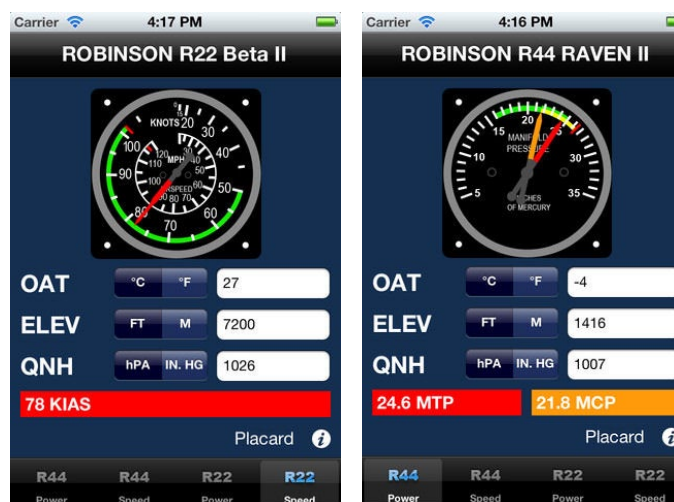 Carrier 4:17 PM
ROBINSON R22 Beta II
KNOTS 20 30 40 50 60 70 80 90 100
MPH
110
120
OAT °C °F 27
ELEV FT M 7200
QNH hPA IN. HG 1026
78 KIAS
Placard i
R44 R44 R22 R22
Power Speed Power Speed
Carrier 4:16 PM
ROBINSON R44 RAVEN II
5 10 15 20 30 35
MANIFOLD
PRESSURE
INCHES
OF MERCURY
OAT °C °F -4
ELEV FT M 1416
QNH hPA IN. HG 1007
24.6 MTP 21.8 MCP
Placard
R44 R44 R22 R22
Power Speed Power Speed